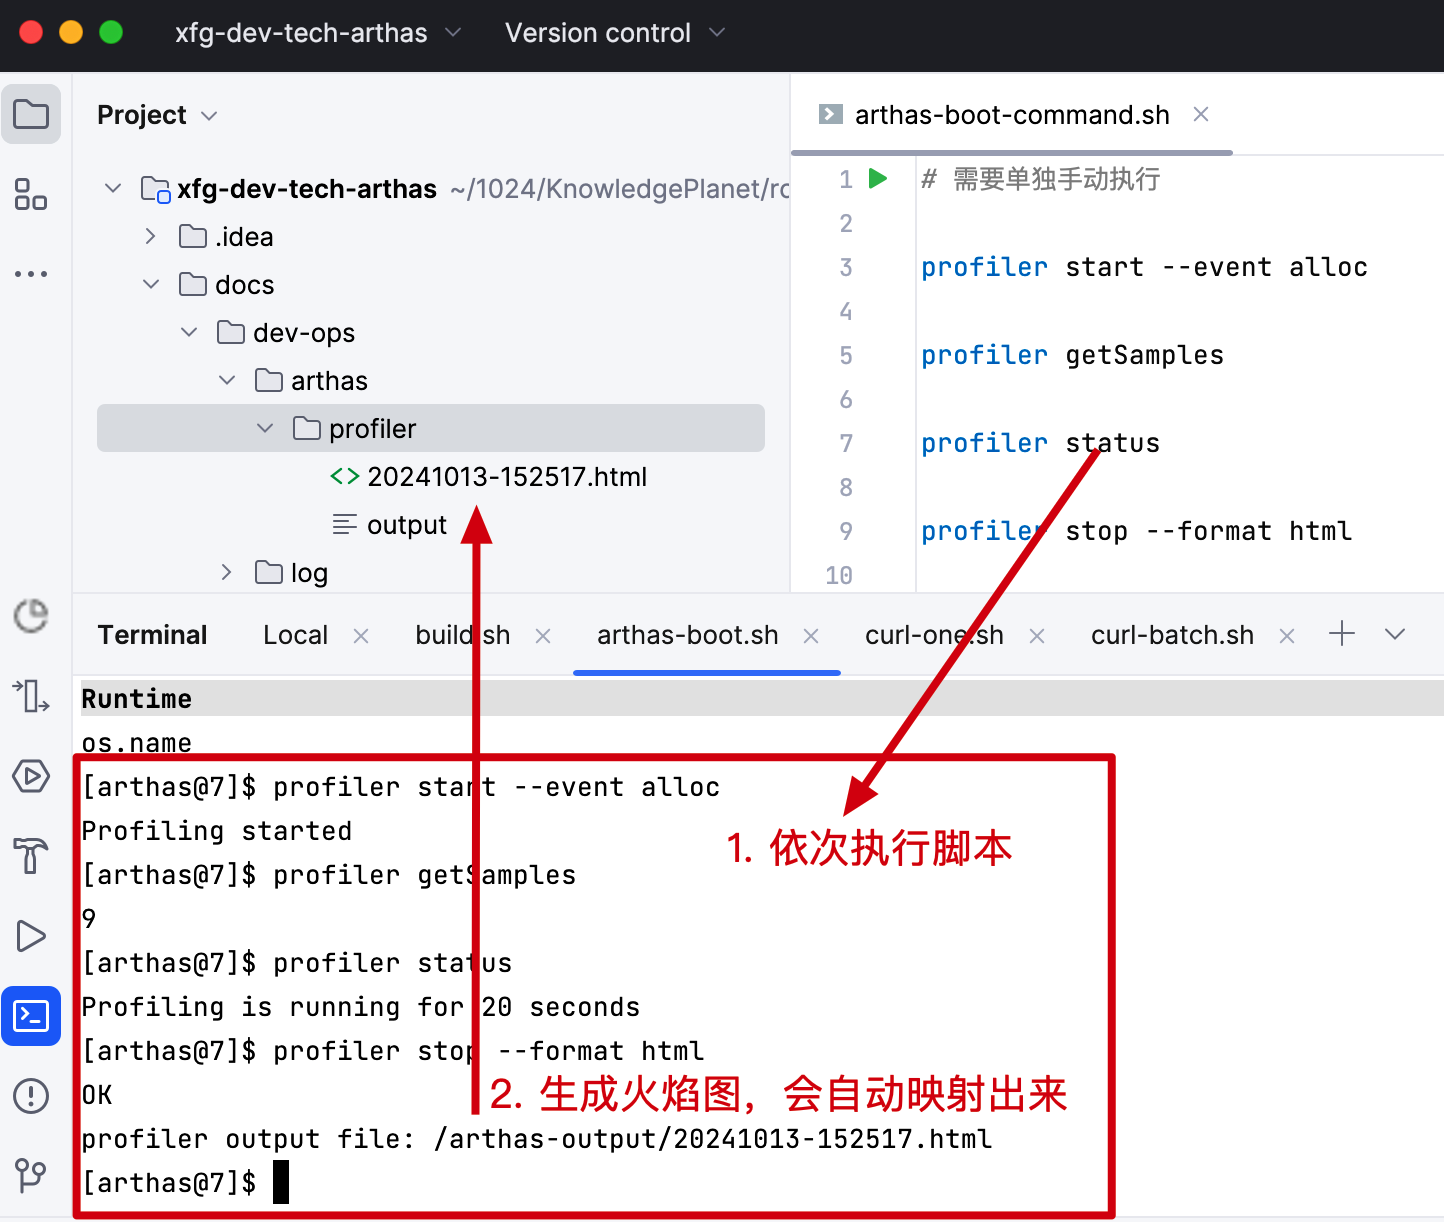 xfg-dev-tech-arthas
Version control
Project
arthas-boot-command.sh
xfg-dev-tech-arthas ~/1024/KnowledgePlanet/ro
.idea
docs
dev-ops
arthas
profiler
20241013-152517.html
output
log
1 # 需要单独手动执行
2
3 profiler start --event alloc
4
5 profiler getSamples
6
7 profiler status
8
9 profiler stop --format html
10
Terminal Local build.sh arthas-boot.sh curl-one.sh curl-batch.sh
Runtime
os.name
[arthas@7]$ profiler start --event alloc
Profiling started
1. 依次执行脚本
[arthas@7]$ profiler getSamples
9
[arthas@7]$ profiler status
Profiling is running for 20 seconds
[arthas@7]$ profiler stop --format html
OK
2. 生成火焰图，会自动映射出来
profiler output file: /arthas-output/20241013-152517.html
[arthas@7]$